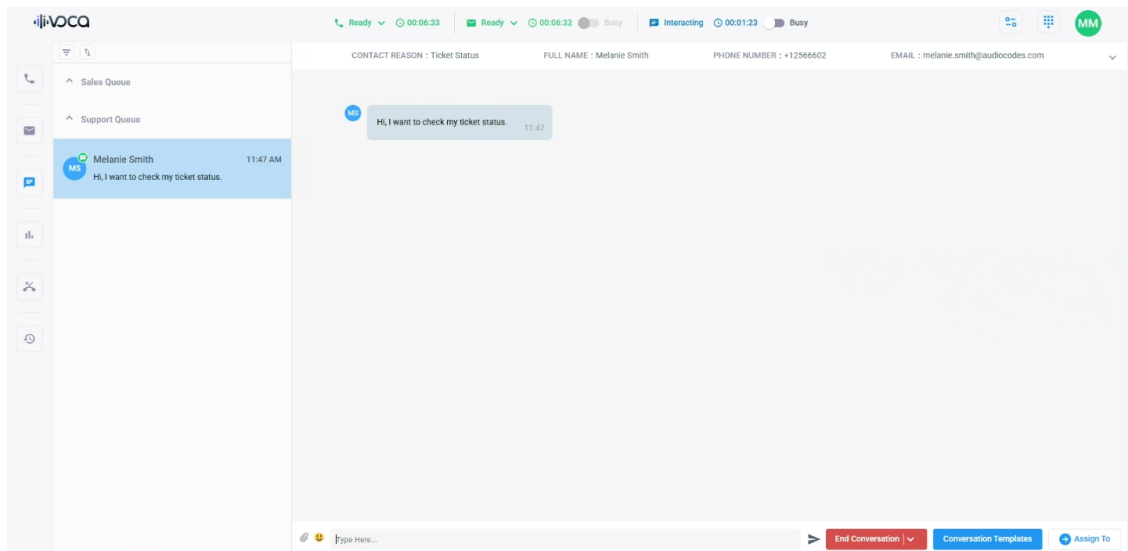 VOCA
Ready 00:06:33 Ready 00:06:32 Busy Interacting 00:01:23 Busy MM
CONTACT REASON : Ticket Status FULL NAME : Melanie Smith PHONE NUMBER : +12566602 EMAIL : melanie.smith@audiocodes.com
Sales Queue
Support Queue
MS Melanie Smith 11:47 AM
Hi, I want to check my ticket status.
MS Hi, I want to check my ticket status. 11:47
Type Here... End Conversation Conversation Templates Assign To